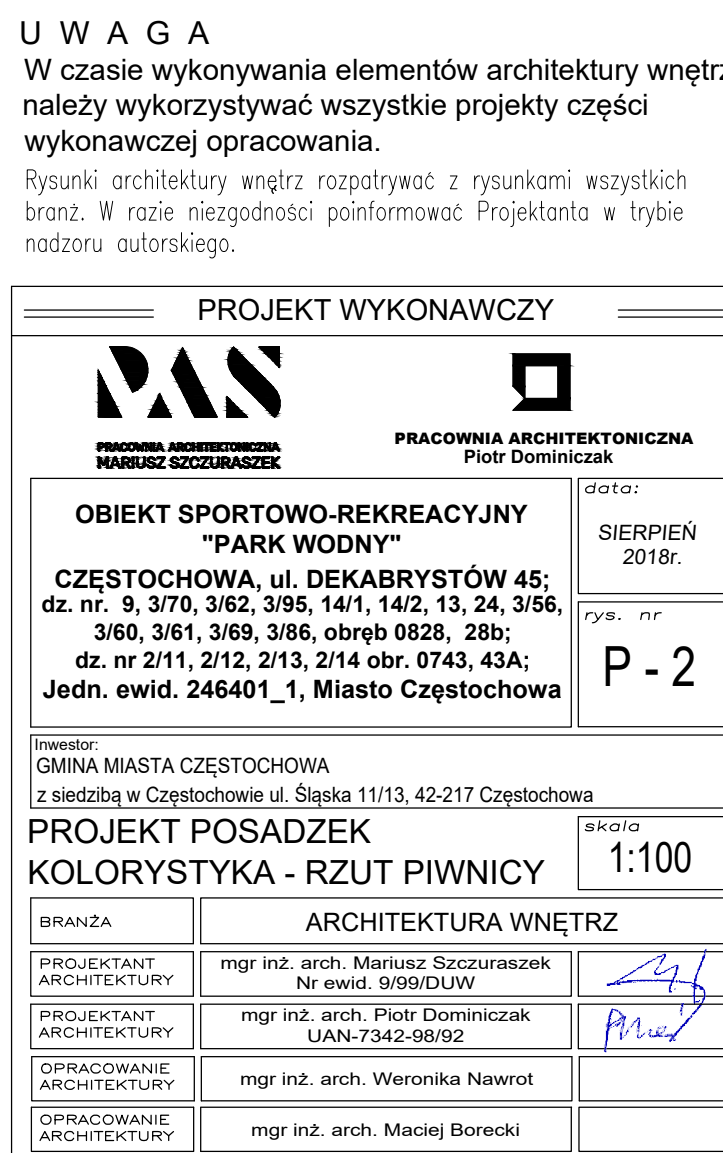 U W A G A
W czasie wykonywania elementów architektury wnętrz
należy wykorzystywać wszystkie projekty części
wykonawczej opracowania.
Rysunki architektury wnętrz rozpatrywać z rysunkami wszystkich
branż. W razie niezgodności poinformować Projektanta w trybie
nadzoru autorskiego.
PROJEKT WYKONAWCZY
PAS
PRACOWNIA ARCHITEKTONICZNA
MARIUSZ SZCZURASZEK
PRACOWNIA ARCHITEKTONICZNA
Piotr Dominiczak
OBIEKT SPORTOWO-REKREACYJNY
"PARK WODNY"
CZĘSTOCHOWA, ul. DEKABRYSTÓW 45;
dz. nr. 9, 3/70, 3/62, 3/95, 14/1, 14/2, 13, 24, 3/56,
3/60, 3/61, 3/69, 3/86, obręb 0828, 28b;
dz. nr 2/11, 2/12, 2/13, 2/14 obr. 0743, 43A;
Jedn. ewid. 246401_1, Miasto Częstochowa
data:
SIERPIEŃ
2018r.
rys. nr
P - 2
Inwestor:
GMINA MIASTA CZĘSTOCHOWA
z siedzibą w Częstochowie ul. Śląska 11/13, 42-217 Częstochowa
PROJEKT POSADZEK
KOLORYSTYKA - RZUT PIWNICY
skala
1:100
BRANŻA
ARCHITEKTURA WNĘTRZ
PROJEKTANT
ARCHITEKTURY
mgr inż. arch. Mariusz Szczuraszek
Nr ewid. 9/99/DUW
PROJEKTANT
ARCHITEKTURY
mgr inż. arch. Piotr Dominiczak
UAN-7342-98/92
OPRACOWANIE
ARCHITEKTURY
mgr inż. arch. Weronika Nawrot
OPRACOWANIE
ARCHITEKTURY
mgr inż. arch. Maciej Borecki